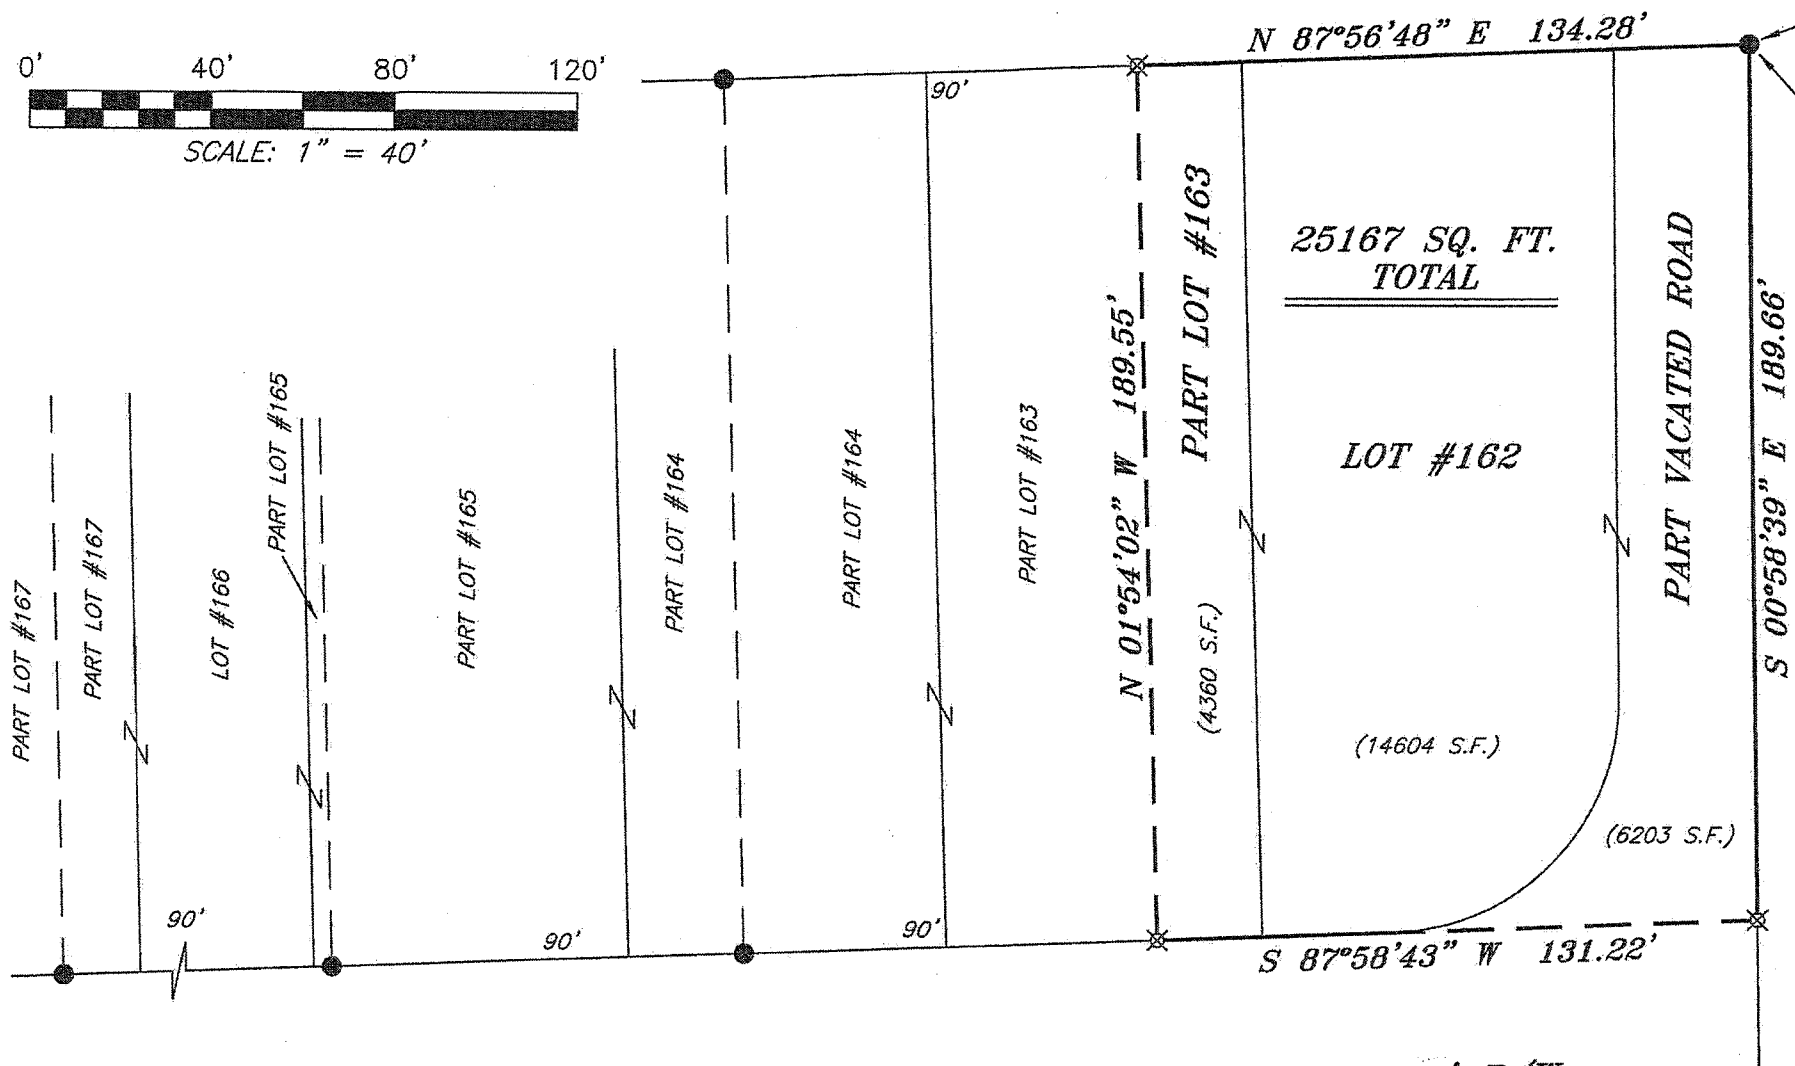 0' 40' 80' 120'
SCALE: 1" = 40'
N 87°56'48" E 134.28'
90'
PART LOT #163
25167 SQ. FT.
TOTAL
PART VACATED ROAD
N 01°54'02" W 189.55'
S 00°58'39" E 189.66'
LOT #162
PART LOT #167
PART LOT #167
LOT #166
PART LOT #165
PART LOT #165
PART LOT #164
PART LOT #164
PART LOT #163
(4360 S.F.)
(14604 S.F.)
(6203 S.F.)
90'
90'
90'
S 87°58'43" W 131.22'